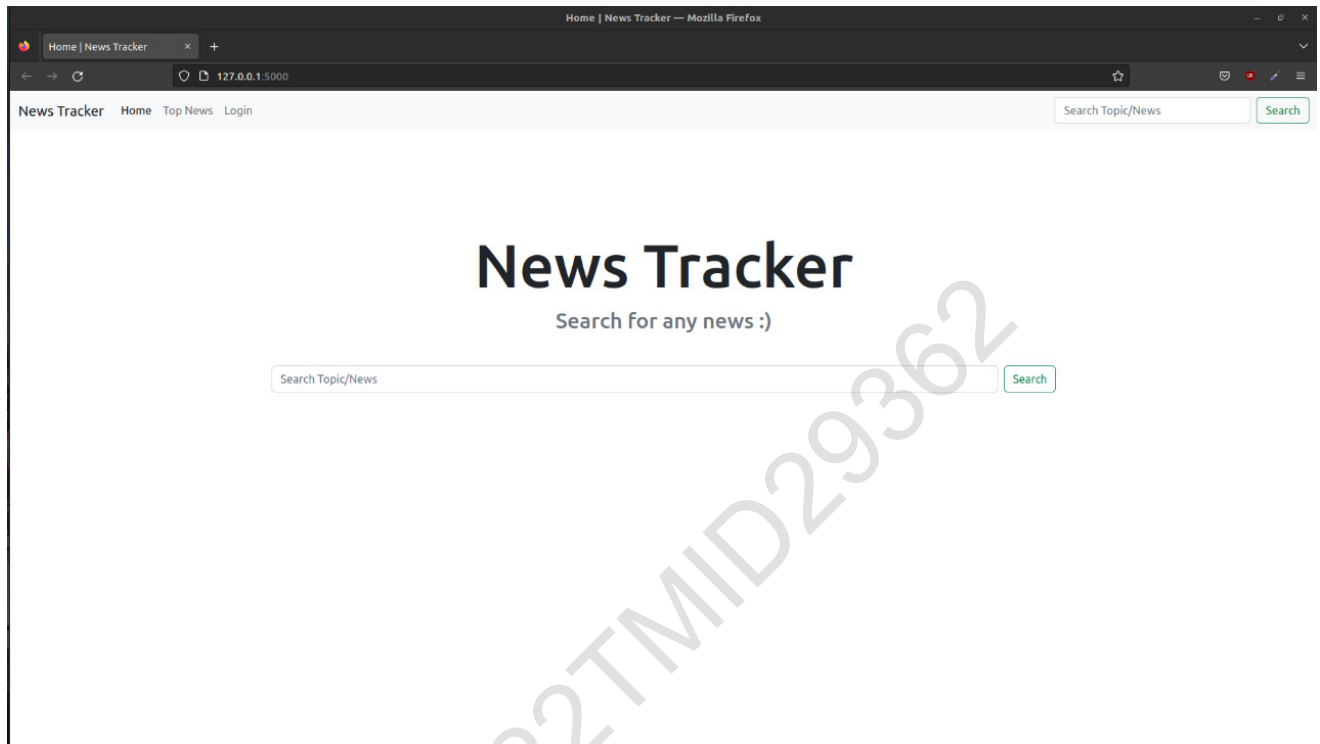 Home | News Tracker — Mozilla Firefox
Home | News Tracker
127.0.0.1:5000
News Tracker Home Top News Login Search Topic/News Search
News Tracker
Search for any news :)
Search Topic/News Search
2TMID29362